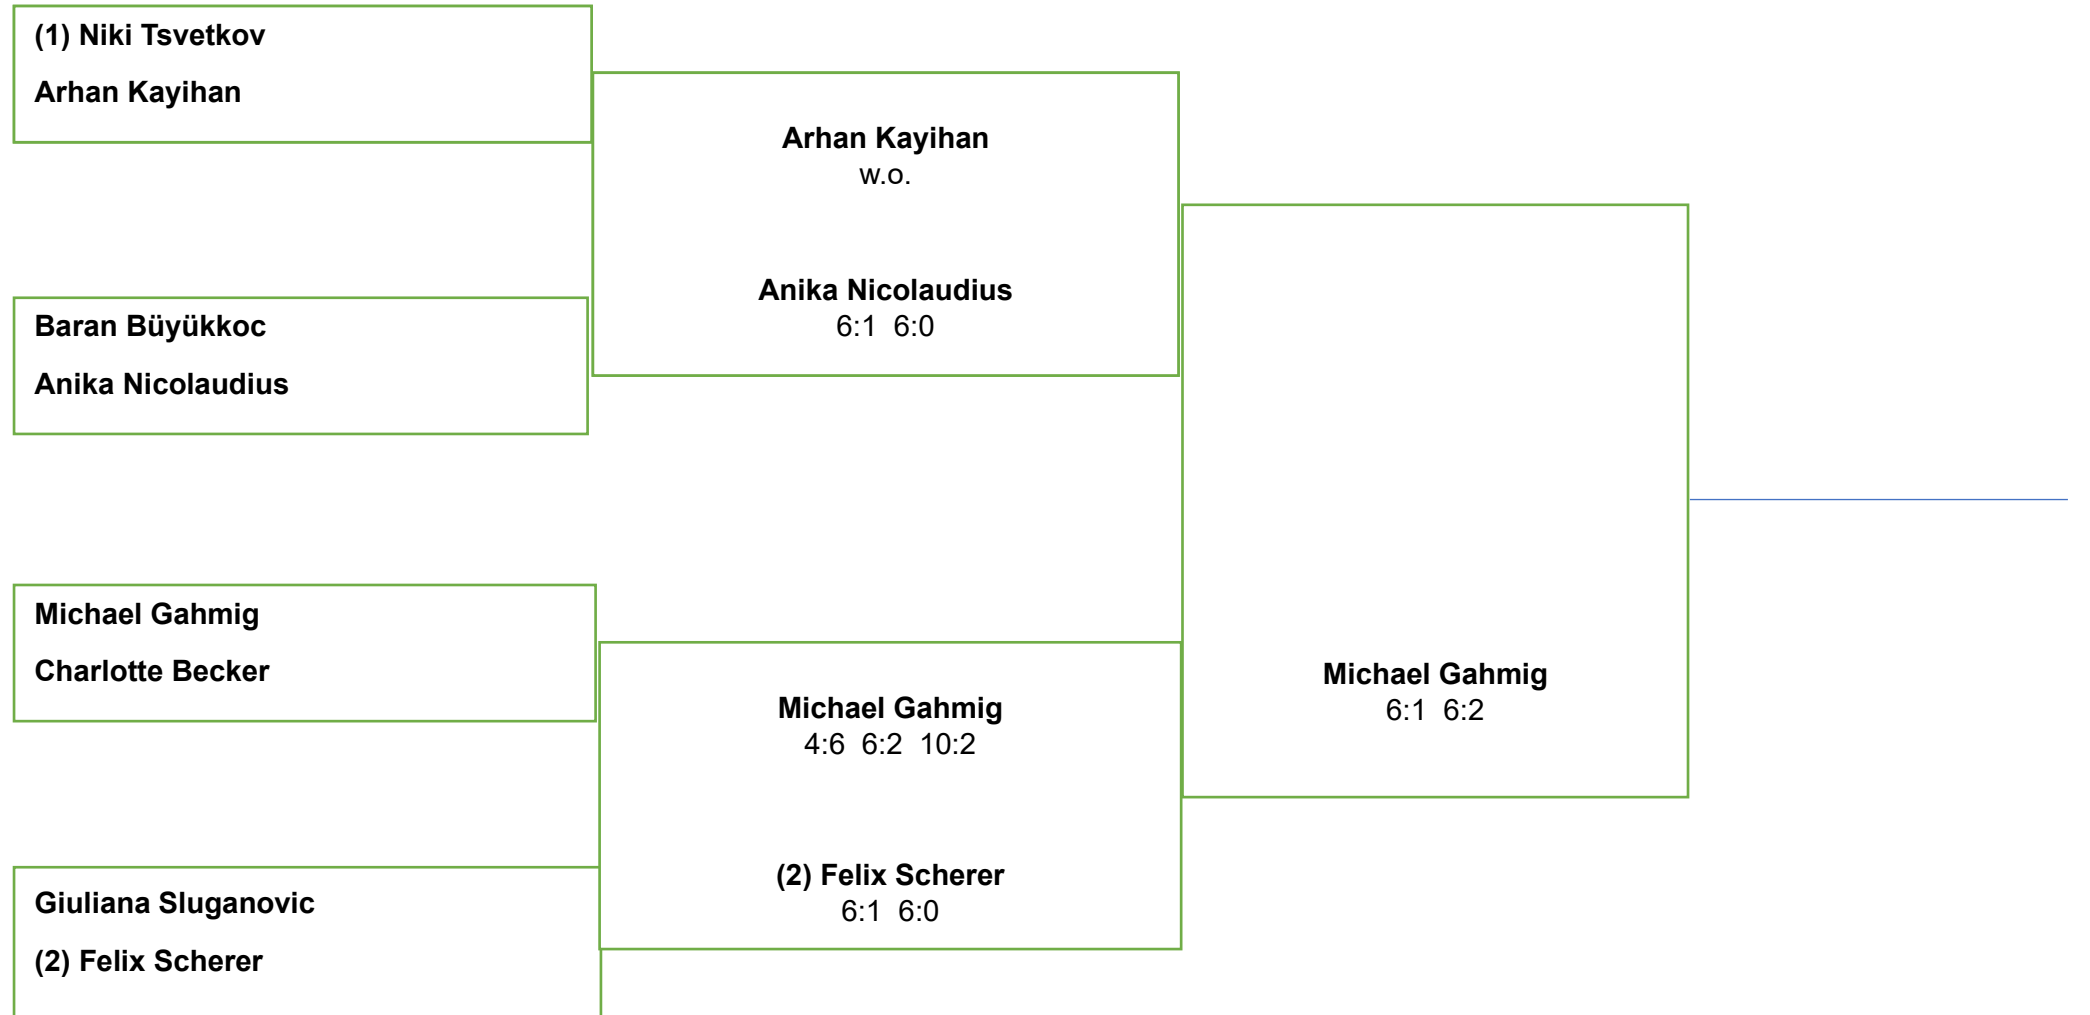 (1) Niki Tsvetkov
Arhan Kayihan
Arhan Kayihan
w.o.
Anika Nicolaudius
6:1 6:0
Baran Büyükkoc
Anika Nicolaudius
Michael Gahmig
Charlotte Becker
Michael Gahmig
4:6 6:2 10:2
(2) Felix Scherer
6:1 6:0
Giuliana Sluganovic
(2) Felix Scherer
Michael Gahmig
6:1 6:2